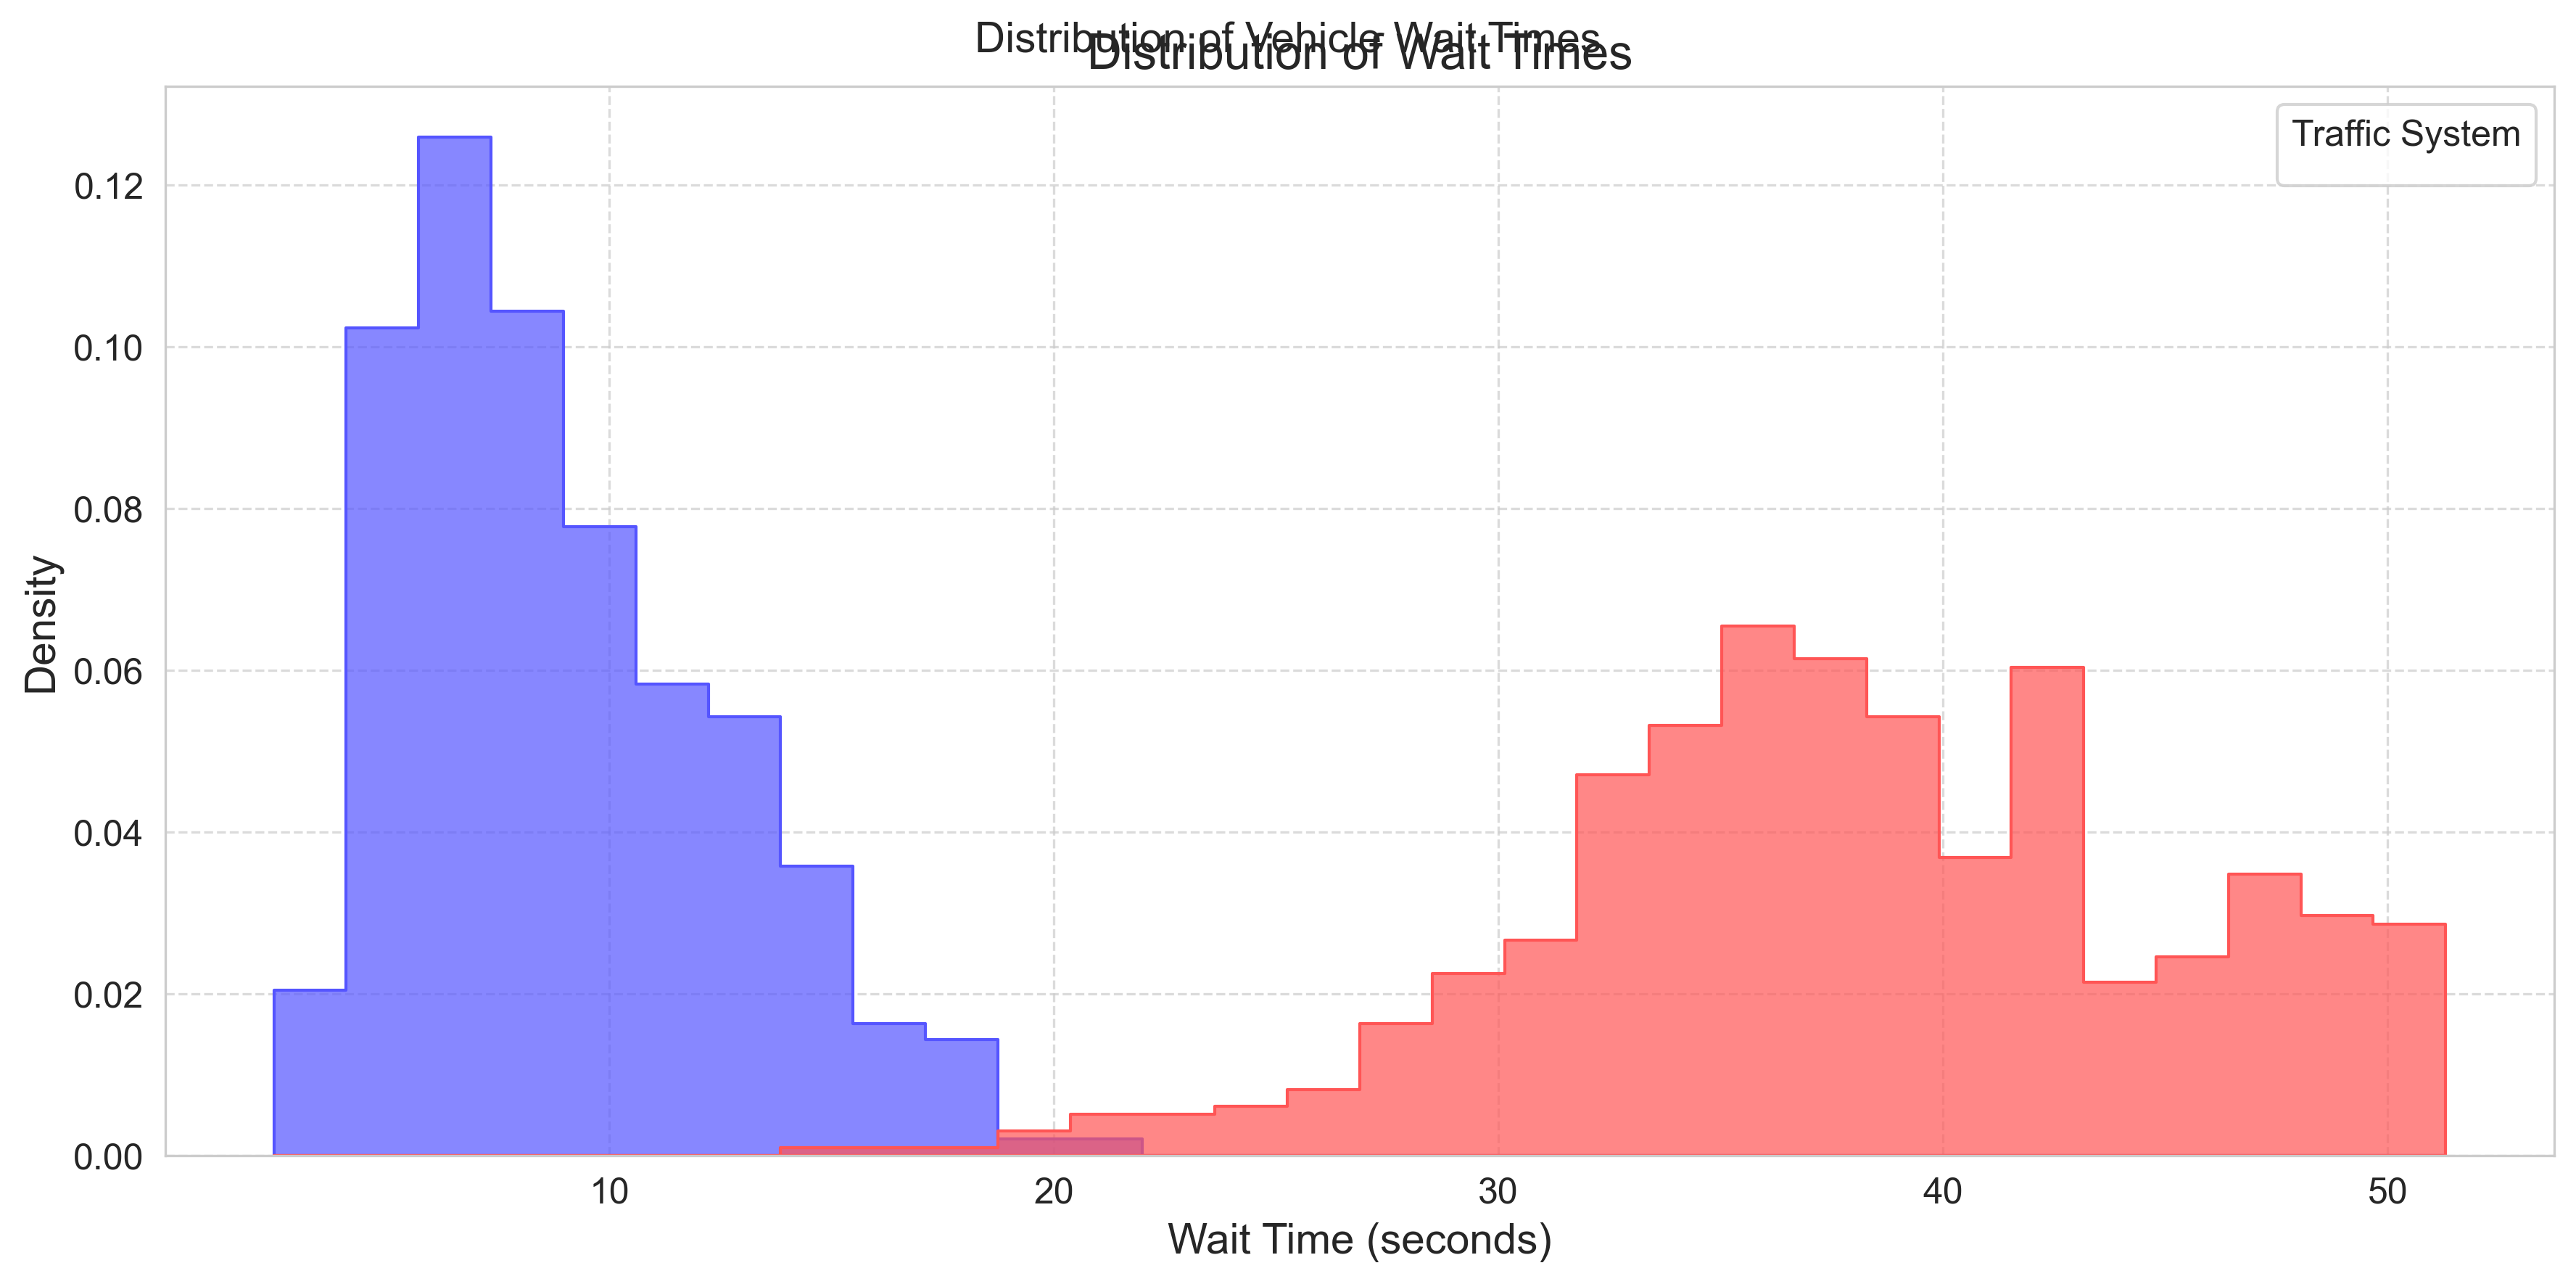 Distribution of Vehicle Wait Times
Distribution of Wait Times
Traffic System
0.12
0.10
0.08
0.06
0.04
0.02
0.00
Density
10 20 30 40 50
Wait Time (seconds)